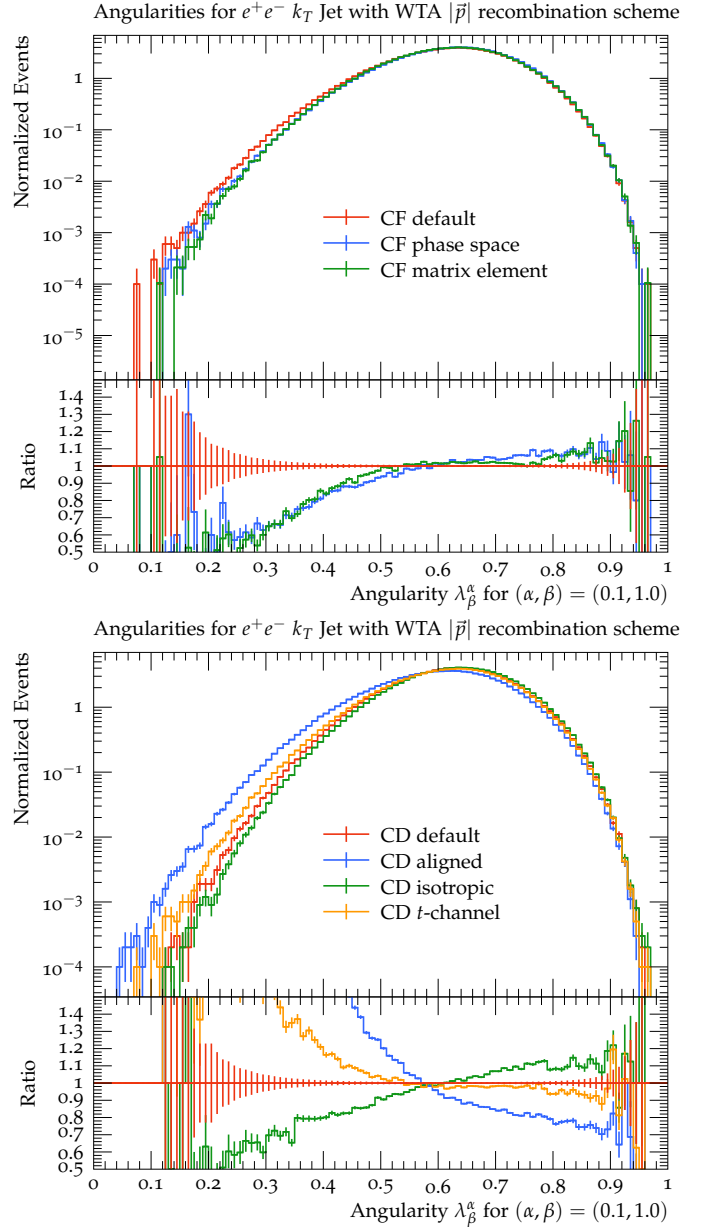 Angularities for e⁺e⁻ k_T Jet with WTA |p⃗| recombination scheme
Normalized Events
1
10⁻¹
10⁻²
10⁻³
10⁻⁴
10⁻⁵
CF default
CF phase space
CF matrix element
Ratio
1.4
1.3
1.2
1.1
1
0.9
0.8
0.7
0.6
0.5
0 0.1 0.2 0.3 0.4 0.5 0.6 0.7 0.8 0.9 1
Angularity λ_β^α for (α, β) = (0.1, 1.0)
Angularities for e⁺e⁻ k_T Jet with WTA |p⃗| recombination scheme
Normalized Events
1
10⁻¹
10⁻²
10⁻³
10⁻⁴
CD default
CD aligned
CD isotropic
CD t-channel
Ratio
1.4
1.3
1.2
1.1
1
0.9
0.8
0.7
0.6
0.5
0 0.1 0.2 0.3 0.4 0.5 0.6 0.7 0.8 0.9 1
Angularity λ_β^α for (α, β) = (0.1, 1.0)